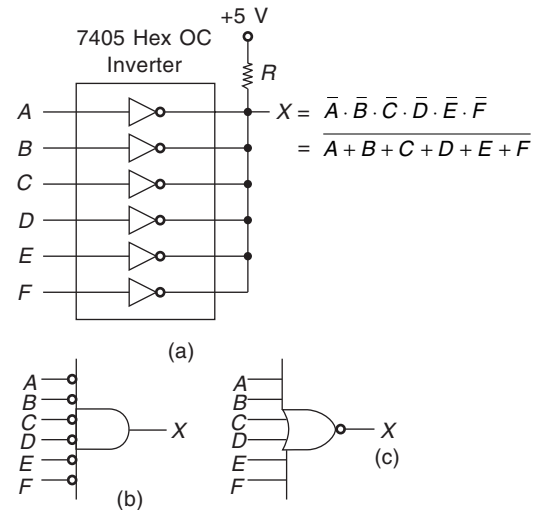 +5 V
7405 Hex OC
Inverter
R
A
X = A̅ · B̅ · C̅ · D̅ · E̅ · F̅
B
= A̅ ̅+̅ ̅B̅ ̅+̅ ̅C̅ ̅+̅ ̅D̅ ̅+̅ ̅E̅ ̅+̅ ̅F̅
C
D
E
F
(a)
A
B
C
D
E
F
X
(b)
A
B
C
D
E
F
X
(c)